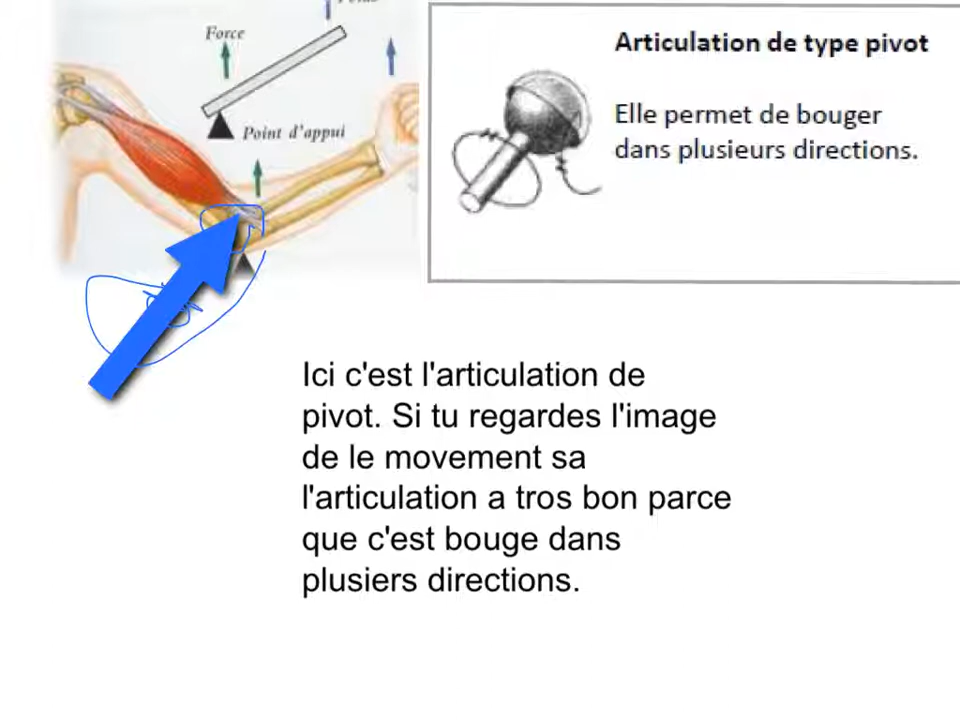 Force
Point d'appui
Articulation de type pivot
Elle permet de bouger
dans plusieurs directions.
Ici c'est l'articulation de
pivot. Si tu regardes l'image
de le movement sa
l'articulation a tros bon parce
que c'est bouge dans
plusiers directions.